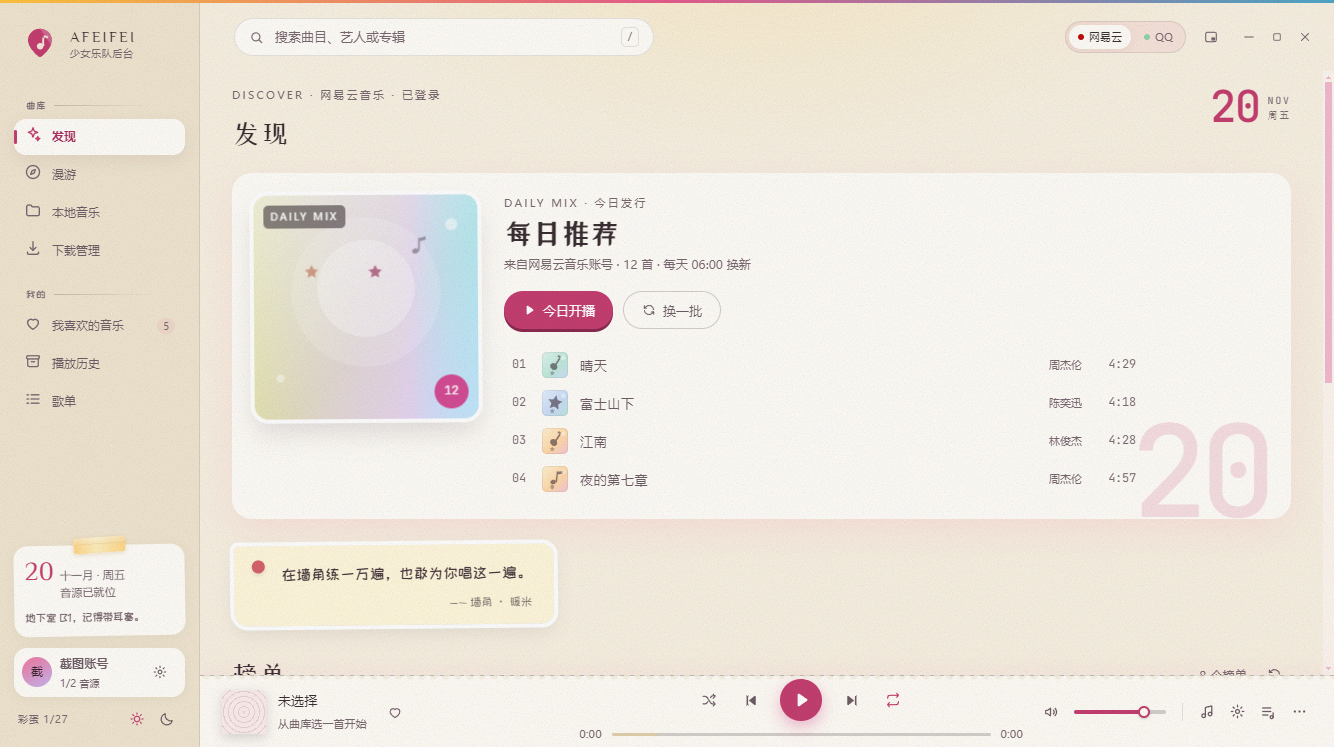 AFEIFEI
少女乐队后台
搜索曲目、艺人或专辑
/
网易云
QQ
曲库
发现
漫游
本地音乐
下载管理
我的
我喜欢的音乐 5
播放历史
歌单
DISCOVER · 网易云音乐 · 已登录
发现
20 NOV
周五
DAILY MIX
12
DAILY MIX · 今日发行
每日推荐
来自网易云音乐账号 · 12 首 · 每天 06:00 换新
今日开播
换一批
01 晴天 周杰伦 4:29
02 富士山下 陈奕迅 4:18
03 江南 林俊杰 4:28
04 夜的第七章 周杰伦 4:57
20
在墙角练一万遍，也敢为你唱这一遍。
—— 墙角 · 暖米
榜单
20 十一月 · 周五
音源已就位
地下室 B1，记得带耳塞。
截
截图账号
1/2 音源
彩蛋 1/27
未选择
从曲库选一首开始
0:00
0:00